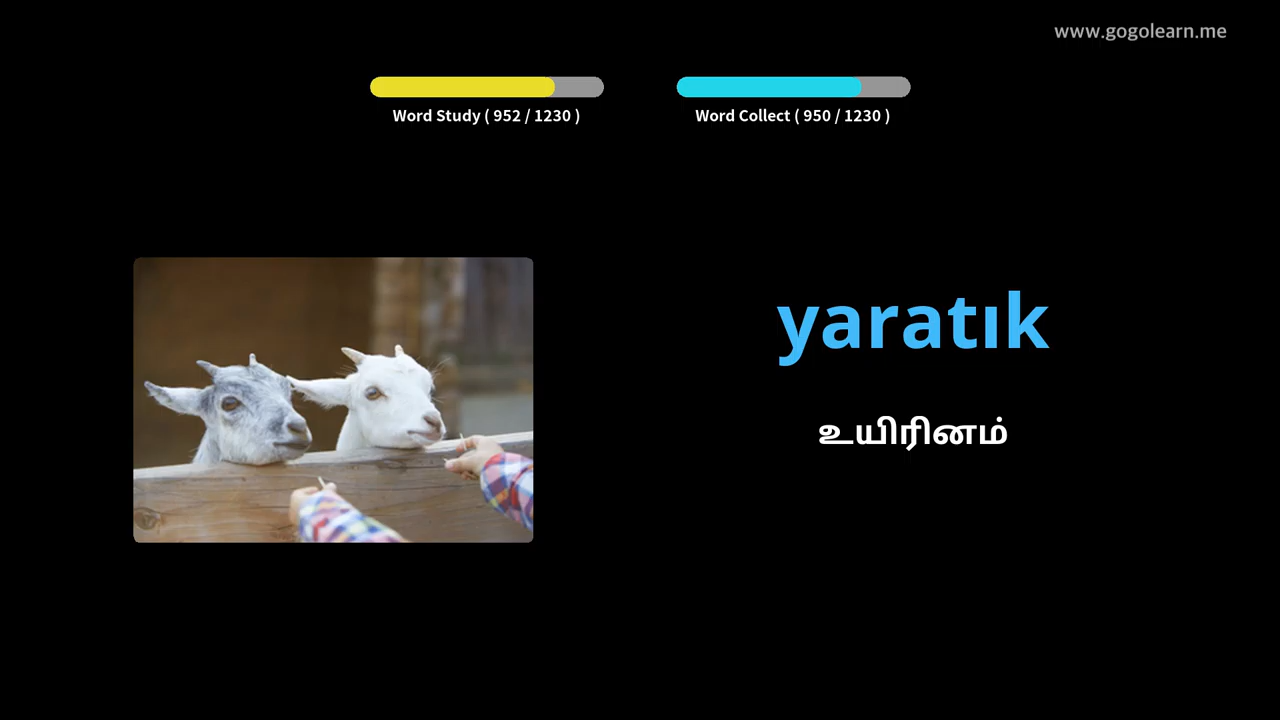 www.gogolearn.me
Word Study ( 952 / 1230 )
Word Collect ( 950 / 1230 )
yaratık
உயிரினம்